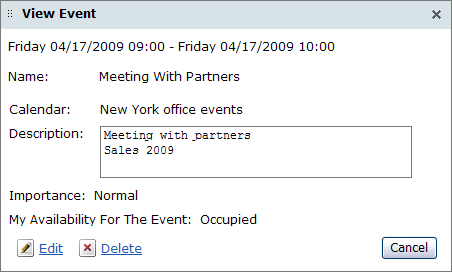 View Event
Friday 04/17/2009 09:00 - Friday 04/17/2009 10:00
Name: Meeting With Partners
Calendar: New York office events
Description: Meeting with partners
Sales 2009
Importance: Normal
My Availability For The Event: Occupied
Edit Delete Cancel